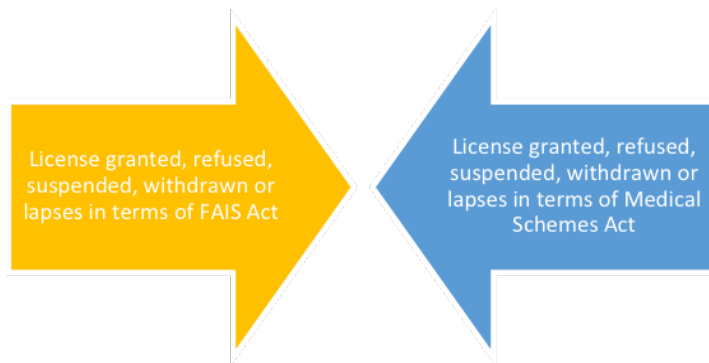 License granted, refused,
suspended, withdrawn or
lapses in terms of FAIS Act
License granted, refused,
suspended, withdrawn or
lapses in terms of Medical
Schemes Act